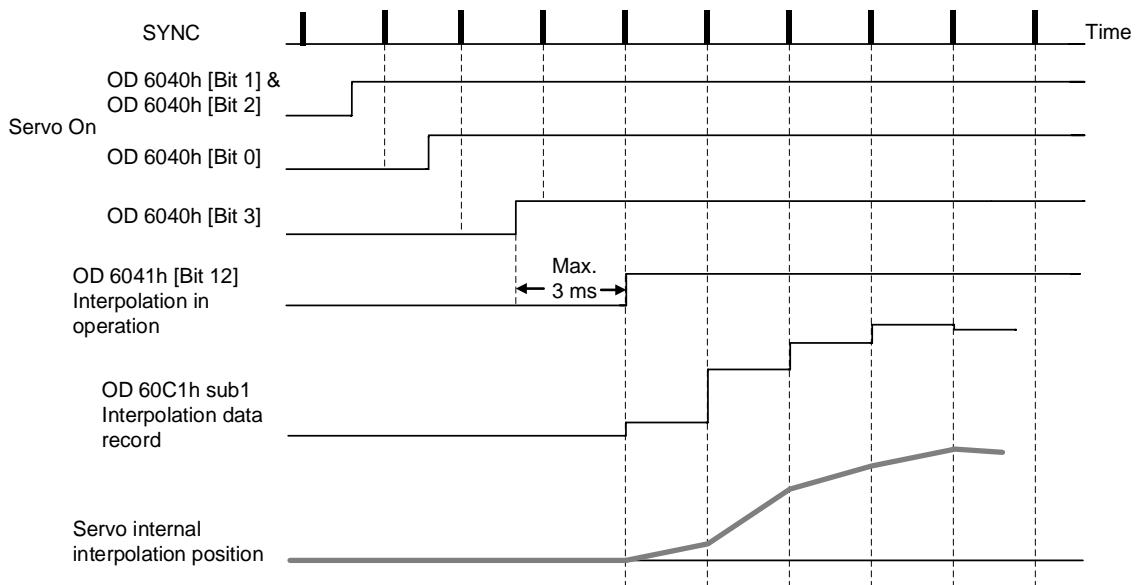 SYNC
Time
OD 6040h [Bit 1] &
OD 6040h [Bit 2]
Servo On
OD 6040h [Bit 0]
OD 6040h [Bit 3]
OD 6041h [Bit 12]
Interpolation in
operation
Max.
3 ms
OD 60C1h sub1
Interpolation data
record
Servo internal
interpolation position